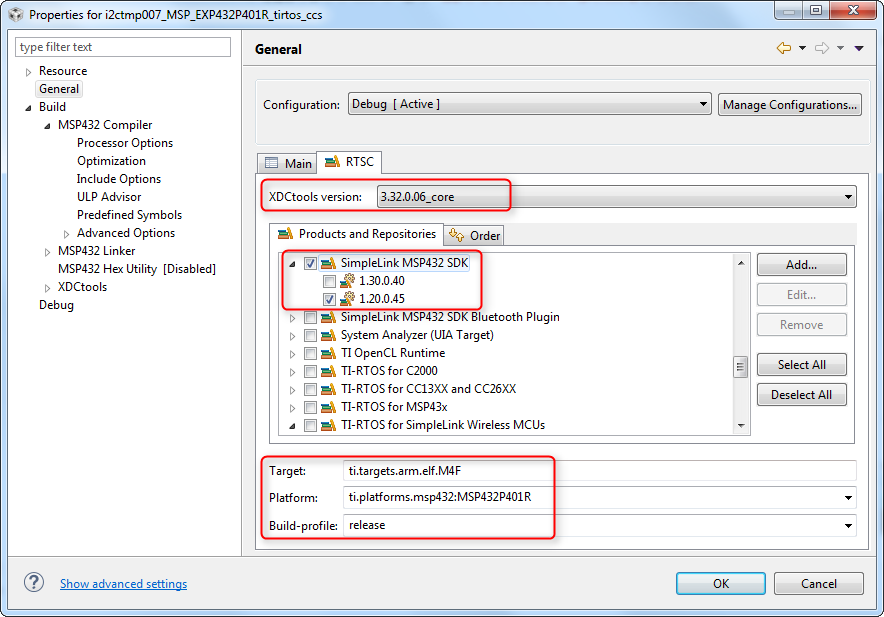 Properties for i2ctmp007_MSP_EXP432P401R_tirtos_ccs
type filter text
Resource
General
Build
MSP432 Compiler
Processor Options
Optimization
Include Options
ULP Advisor
Predefined Symbols
Advanced Options
MSP432 Linker
MSP432 Hex Utility [Disabled]
XDCtools
Debug
General
Configuration: Debug [ Active ] Manage Configurations...
Main RTSC
XDCtools version: 3.32.0.06_core
Products and Repositories Order
SimpleLink MSP432 SDK
1.30.0.40
1.20.0.45
SimpleLink MSP432 SDK Bluetooth Plugin
System Analyzer (UIA Target)
TI OpenCL Runtime
TI-RTOS for C2000
TI-RTOS for CC13XX and CC26XX
TI-RTOS for MSP43x
TI-RTOS for SimpleLink Wireless MCUs
Add...
Edit...
Remove
Select All
Deselect All
Target: ti.targets.arm.elf.M4F
Platform: ti.platforms.msp432:MSP432P401R
Build-profile: release
? Show advanced settings
OK Cancel